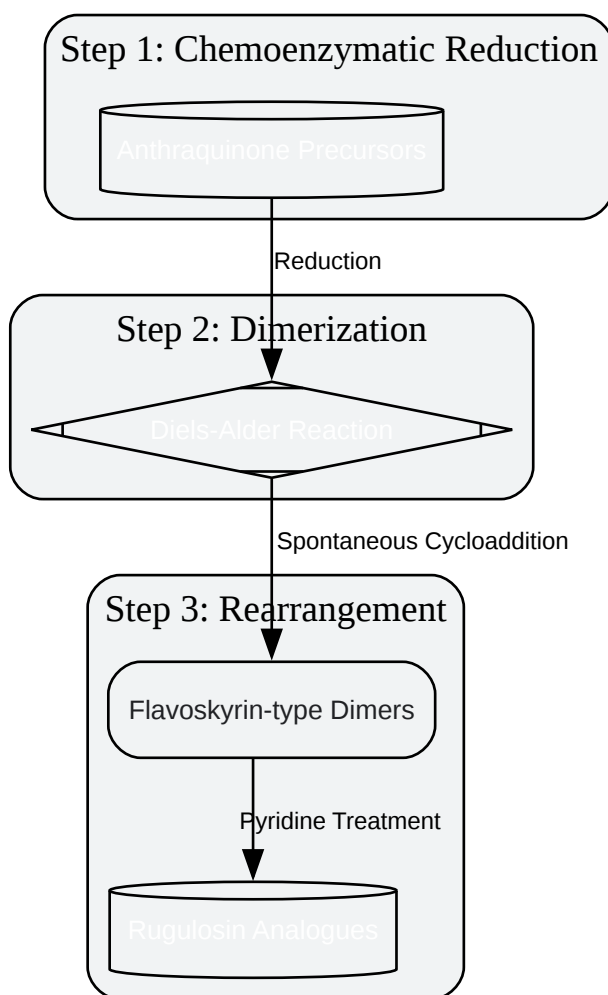 Step 1: Chemoenzymatic Reduction
Anthraquinone Precursors
Reduction
Step 2: Dimerization
Diels-Alder Reaction
Spontaneous Cycloaddition
Step 3: Rearrangement
Flavoskyrin-type Dimers
Pyridine Treatment
Rugulosin Analogues